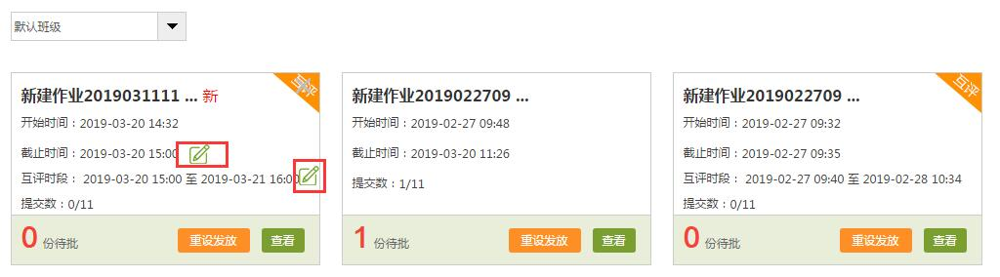 默认班级
互评
新建作业2019031111 ... 新
开始时间：2019-03-20 14:32
截止时间：2019-03-20 15:00
互评时段： 2019-03-20 15:00 至 2019-03-21 16:00
提交数：0/11
0 份待批 重设发放 查看
新建作业2019022709 ...
开始时间：2019-02-27 09:48
截止时间：2019-03-20 11:26
提交数：1/11
1 份待批 重设发放 查看
互评
新建作业2019022709 ...
开始时间：2019-02-27 09:32
截止时间：2019-02-27 09:35
互评时段： 2019-02-27 09:40 至 2019-02-28 10:34
提交数：0/11
0 份待批 重设发放 查看